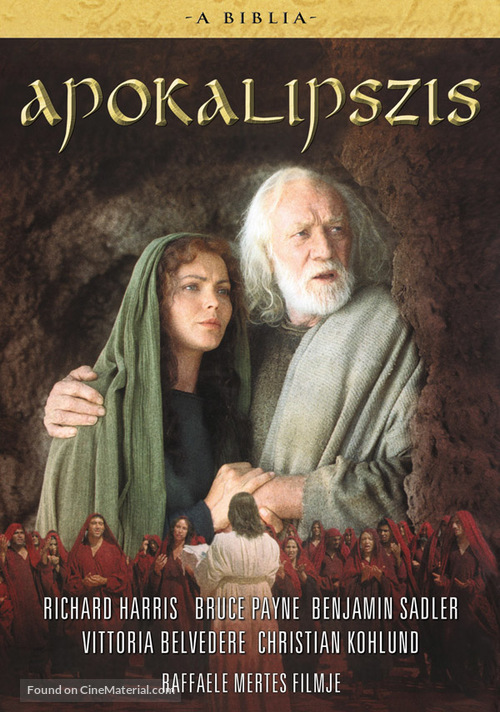 -A BIBLIA-
APOKALIPSZIS
RICHARD HARRIS BRUCE PAYNE BENJAMIN SADLER
VITTORIA BELVEDERE CHRISTIAN KOHLUND
RAFFAELE MERTES FILMJE
Found on CineMaterial.com